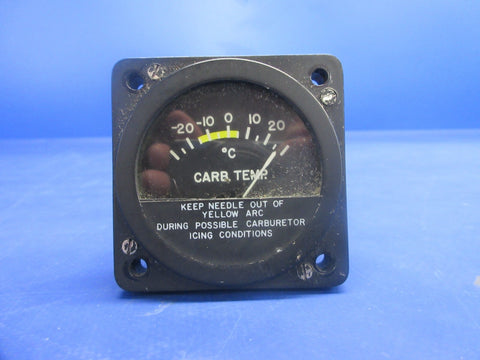 -20 -10 0 10 20
°C
CARB. TEMP.
KEEP NEEDLE OUT OF
YELLOW ARC
DURING POSSIBLE CARBURETOR
ICING CONDITIONS